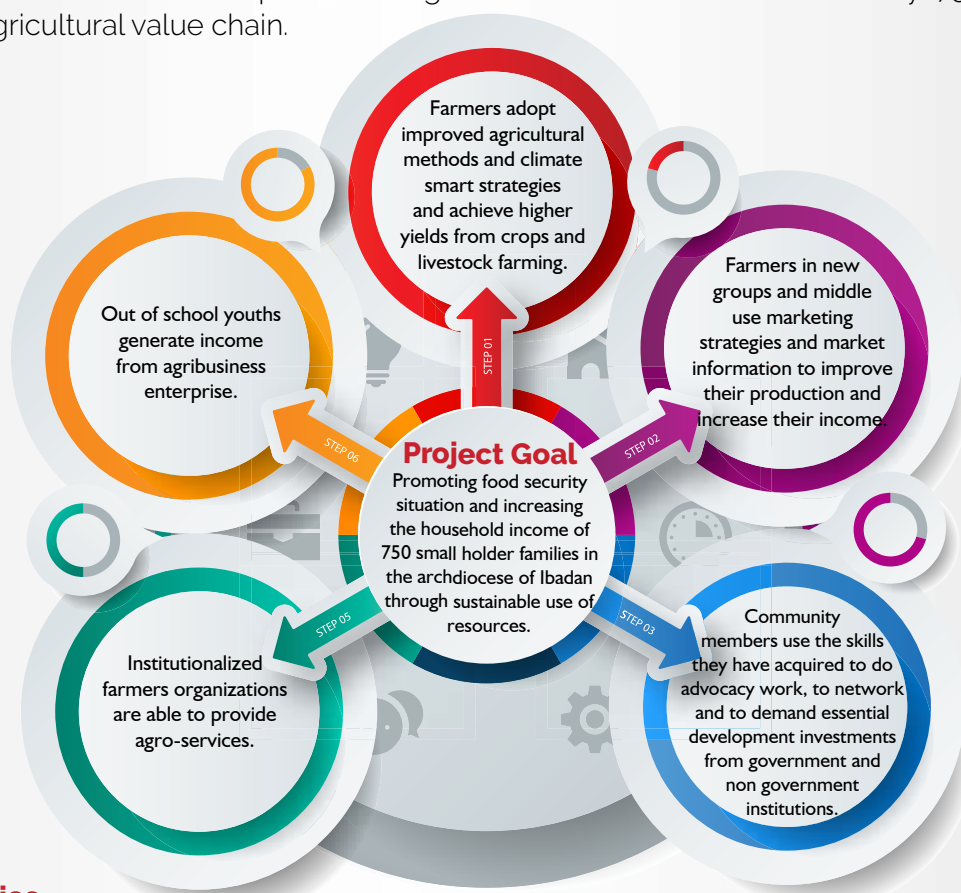 gricultural value chain.
Farmers adopt
improved agricultural
methods and climate
smart strategies
and achieve higher
yields from crops and
livestock farming.
STEP 01
Farmers in new
groups and middle
use marketing
strategies and market
information to improve
their production and
increase their income.
STEP 02
Community
members use the skills
they have acquired to do
advocacy work, to network
and to demand essential
development investments
from government and
non government
institutions.
STEP 03
Institutionalized
farmers organizations
are able to provide
agro-services.
STEP 05
Out of school youths
generate income
from agribusiness
enterprise.
STEP 06
Project Goal
Promoting food security
situation and increasing
the household income of
750 small holder families in
the archdiocese of Ibadan
through sustainable use of
resources.